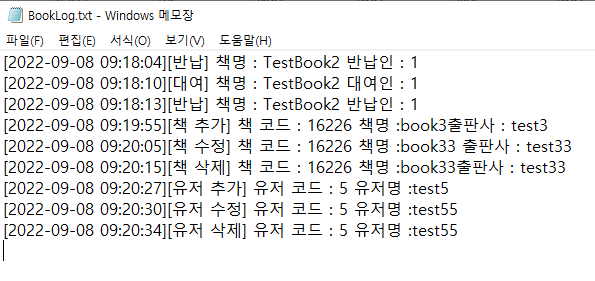 BookLog.txt - Windows 메모장
파일(F) 편집(E) 서식(O) 보기(V) 도움말(H)
[2022-09-08 09:18:04][반납] 책명 : TestBook2 반납인 : 1
[2022-09-08 09:18:10][대여] 책명 : TestBook2 대여인 : 1
[2022-09-08 09:18:13][반납] 책명 : TestBook2 반납인 : 1
[2022-09-08 09:19:55][책 추가] 책 코드 : 16226 책명 :book3출판사 : test3
[2022-09-08 09:20:05][책 수정] 책 코드 : 16226 책명 :book33 출판사 : test33
[2022-09-08 09:20:15][책 삭제] 책 코드 : 16226 책명 :book33출판사 : test33
[2022-09-08 09:20:27][유저 추가] 유저 코드 : 5 유저명 :test5
[2022-09-08 09:20:30][유저 수정] 유저 코드 : 5 유저명 :test55
[2022-09-08 09:20:34][유저 삭제] 유저 코드 : 5 유저명 :test55